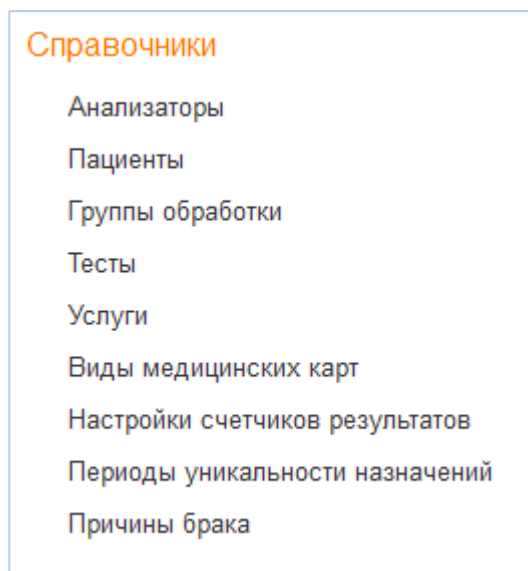 Справочники
Анализаторы
Пациенты
Группы обработки
Тесты
Услуги
Виды медицинских карт
Настройки счетчиков результатов
Периоды уникальности назначений
Причины брака